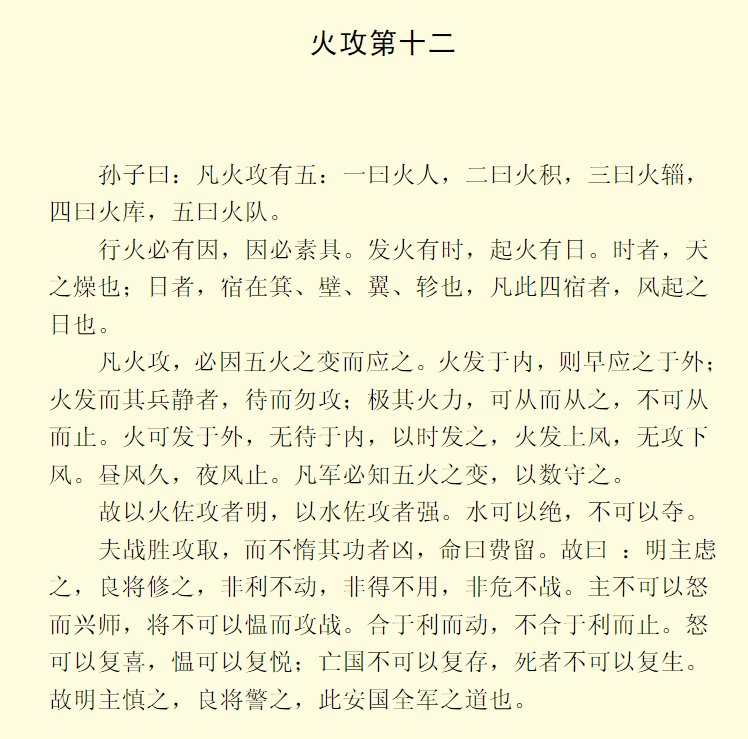 火攻第十二
孙子曰：凡火攻有五：一曰火人，二曰火积，三曰火辎，
四曰火库，五曰火队。
行火必有因，因必素具。发火有时，起火有日。时者，天
之燥也；日者，宿在箕、壁、翼、轸也，凡此四宿者，风起之
日也。
凡火攻，必因五火之变而应之。火发于内，则早应之于外；
火发而其兵静者，待而勿攻；极其火力，可从而从之，不可从
而止。火可发于外，无待于内，以时发之，火发上风，无攻下
风。昼风久，夜风止。凡军必知五火之变，以数守之。
故以火佐攻者明，以水佐攻者强。水可以绝，不可以夺。
夫战胜攻取，而不惰其功者凶，命曰费留。故曰 ：明主虑
之，良将修之，非利不动，非得不用，非危不战。主不可以怒
而兴师，将不可以愠而攻战。合于利而动，不合于利而止。怒
可以复喜，愠可以复悦；亡国不可以复存，死者不可以复生。
故明主慎之，良将警之，此安国全军之道也。